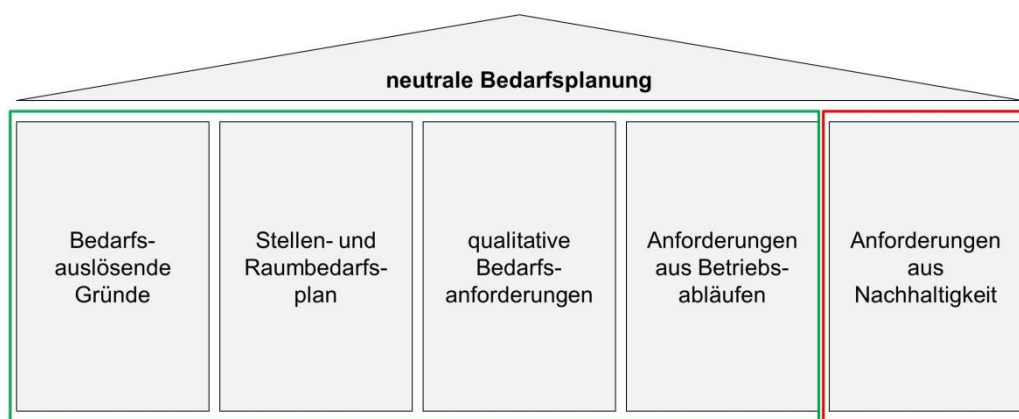 neutrale Bedarfsplanung
Bedarfs-
auslösende
Gründe
Stellen- und
Raumbedarfs-
plan
qualitative
Bedarfs-
anforderungen
Anforderungen
aus Betriebs-
abläufen
Anforderungen
aus
Nachhaltigkeit